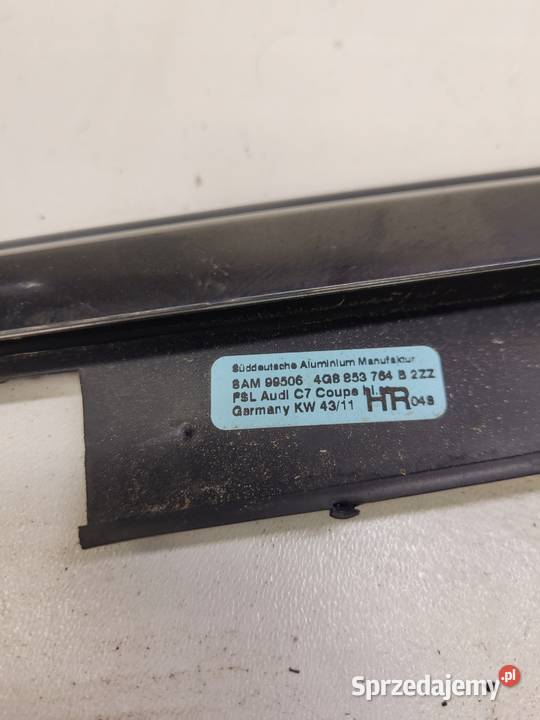 Süddeutsche Aluminium Manufaktur
SAM 99506 4G8 853 764 B 2ZZ
FSL Audi C7 Coupe hl.
Germany KW 43/11 HR 048
Sprzedajemy.pl